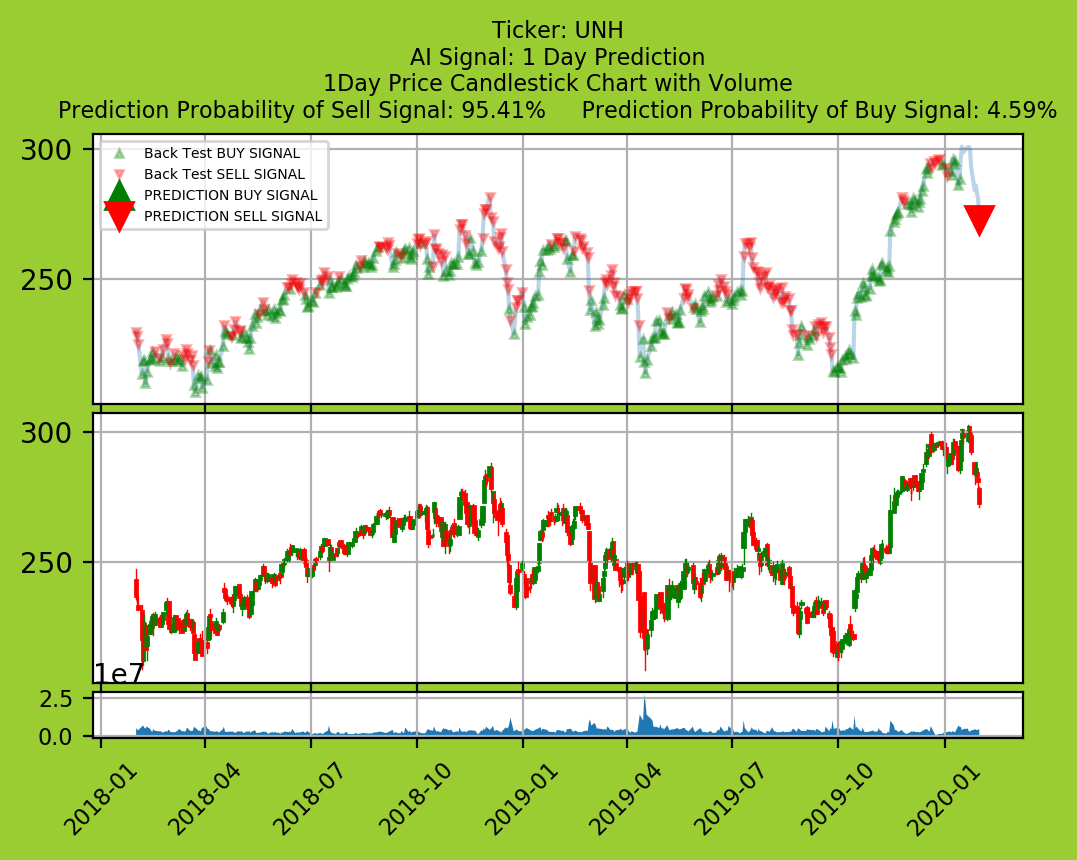 Ticker: UNH
AI Signal: 1 Day Prediction
1Day Price Candlestick Chart with Volume
Prediction Probability of Sell Signal: 95.41% Prediction Probability of Buy Signal: 4.59%
300
250
Back Test BUY SIGNAL
Back Test SELL SIGNAL
PREDICTION BUY SIGNAL
PREDICTION SELL SIGNAL
300
250
1e7
2.5
0.0
2018-01
2018-04
2018-07
2018-10
2019-01
2019-04
2019-07
2019-10
2020-01